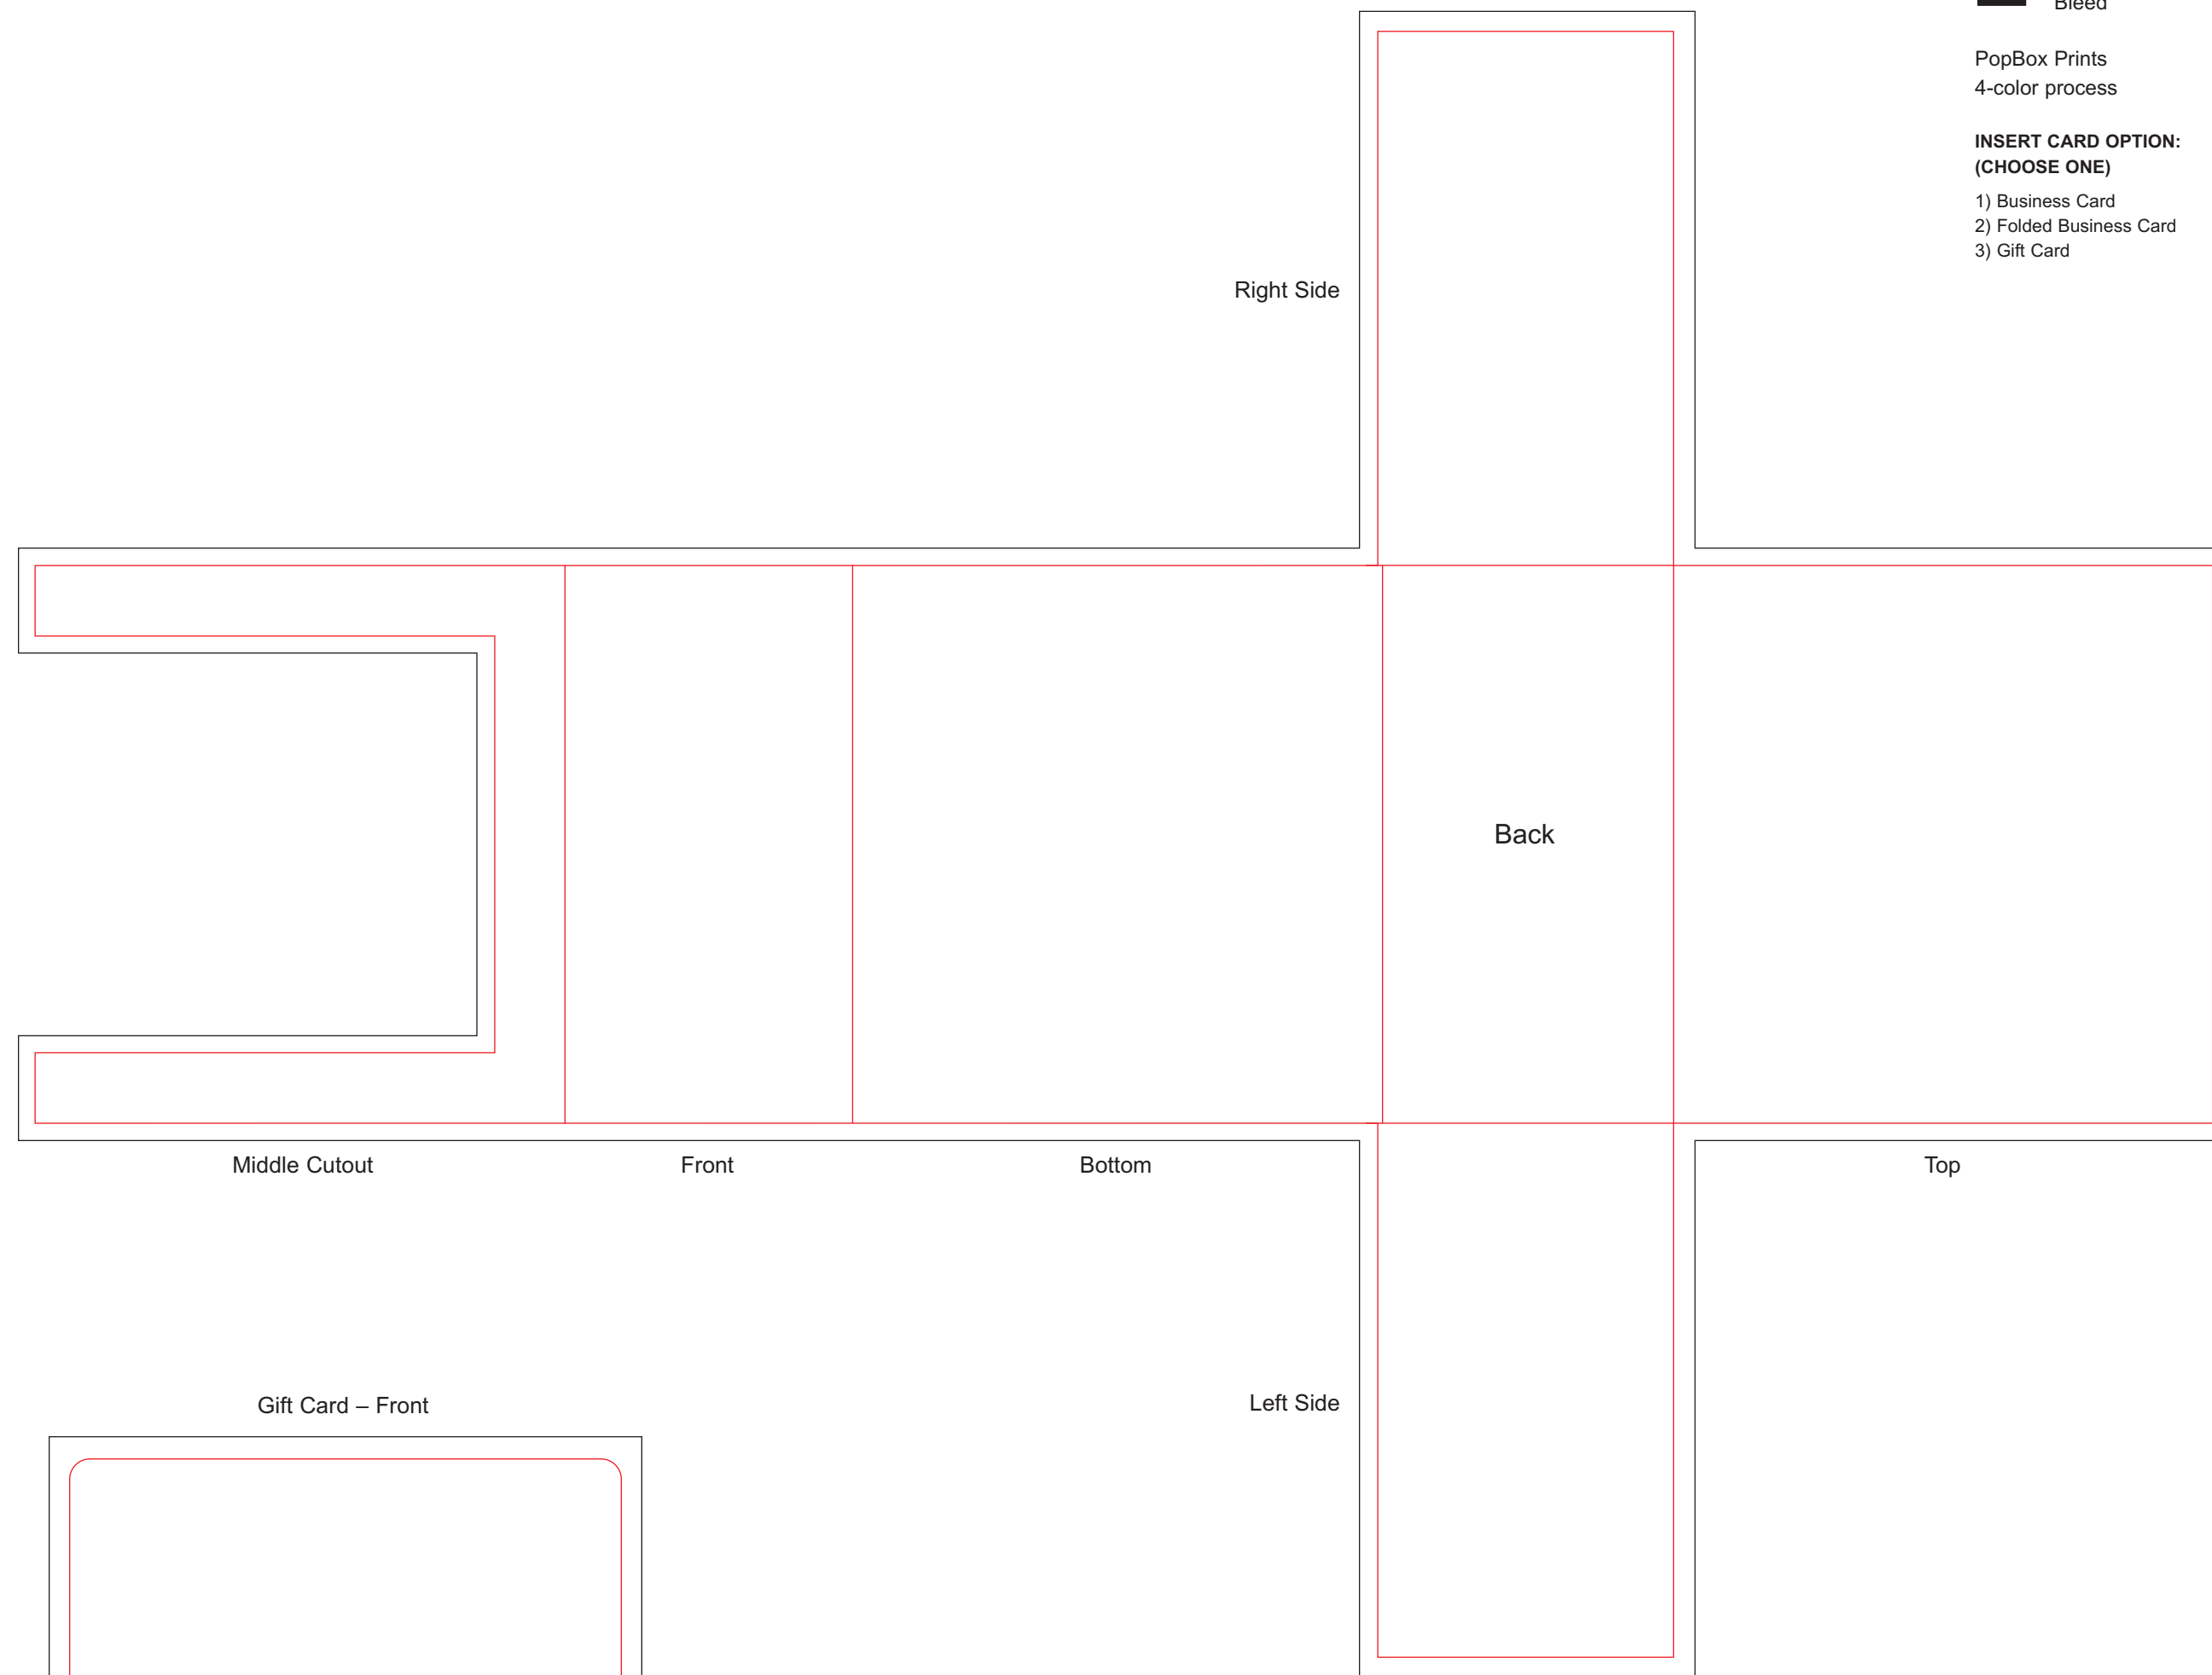 Bleed
PopBox Prints
4-color process
INSERT CARD OPTION:
(CHOOSE ONE)
1) Business Card
2) Folded Business Card
3) Gift Card
Right Side
Back
Middle Cutout
Front
Bottom
Top
Gift Card – Front
Left Side